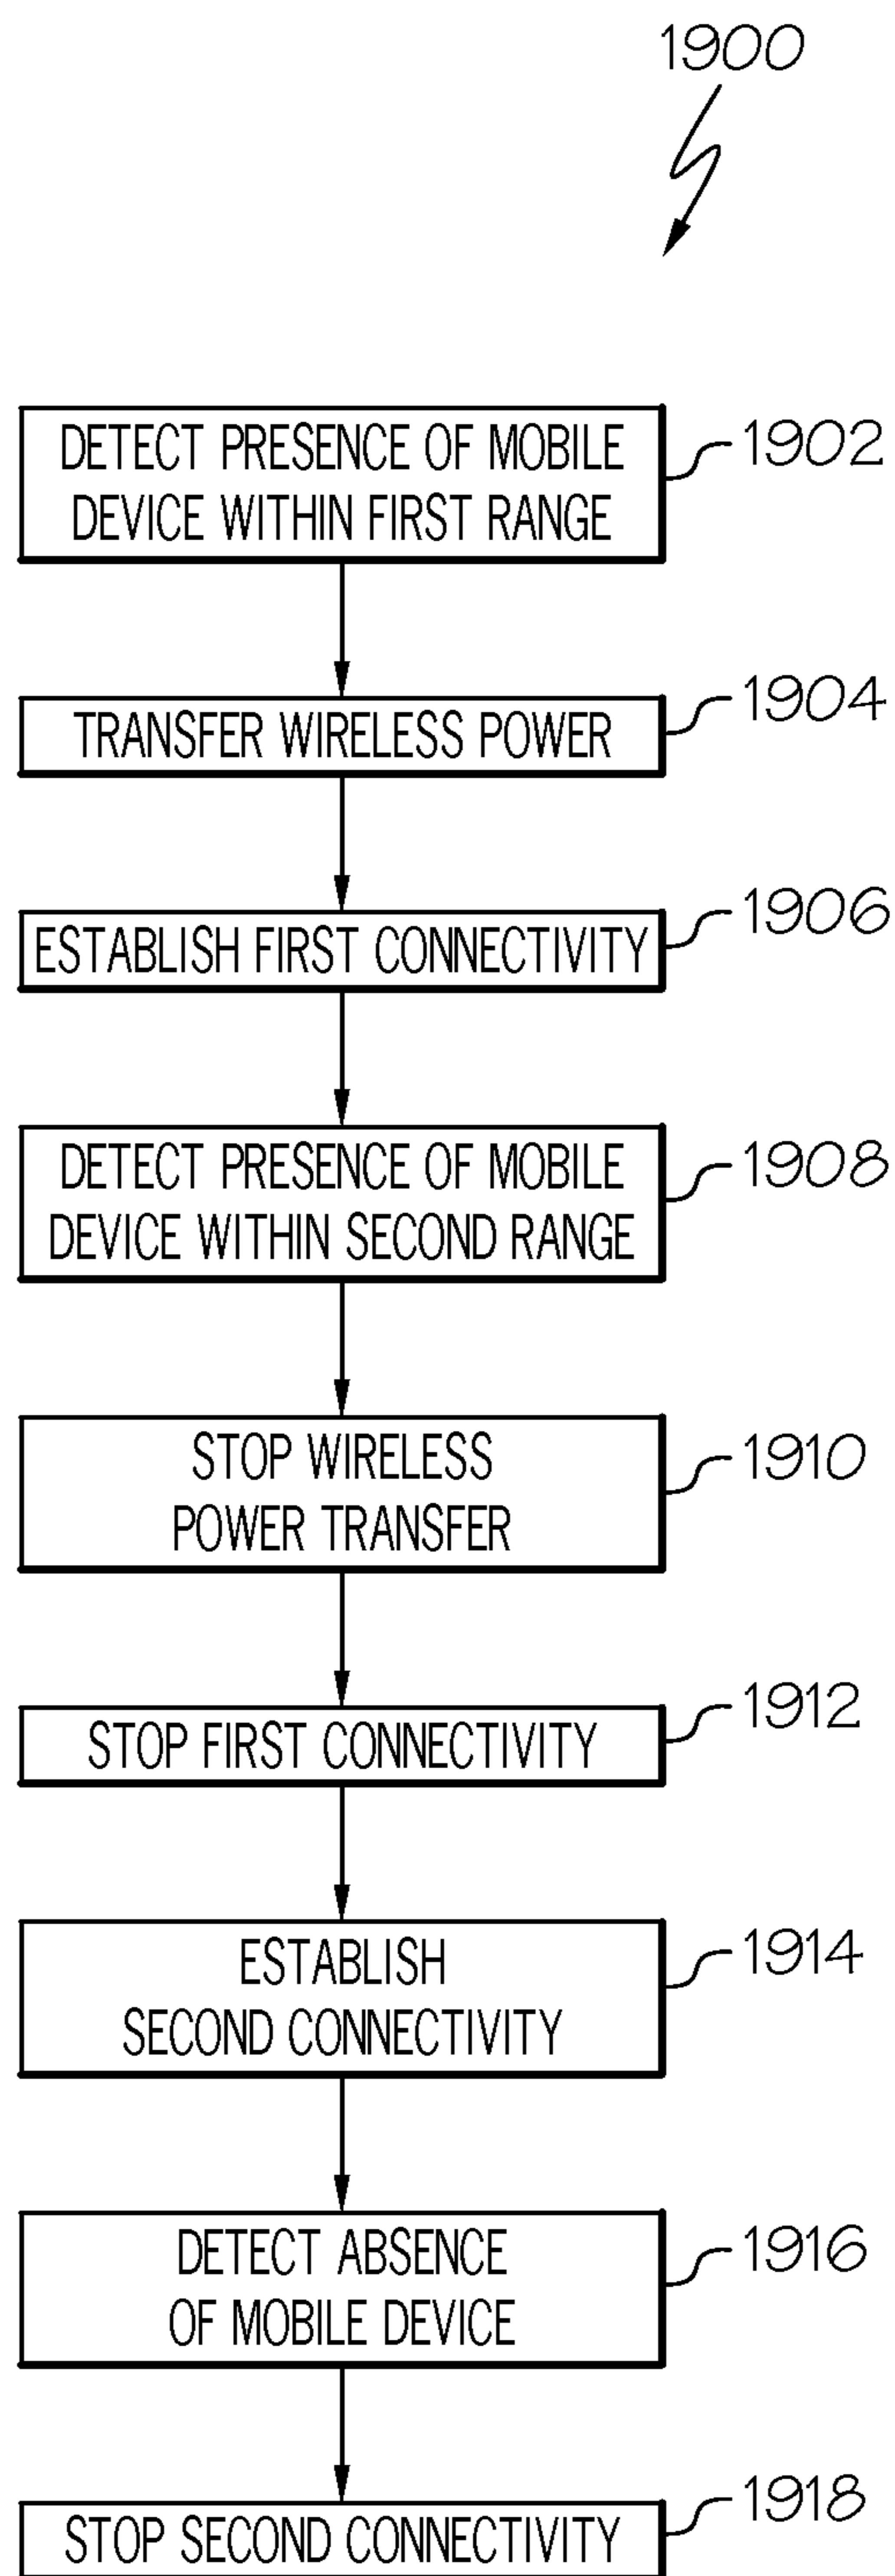 1900
DETECT PRESENCE OF MOBILE
DEVICE WITHIN FIRST RANGE
1902
TRANSFER WIRELESS POWER
1904
ESTABLISH FIRST CONNECTIVITY
1906
DETECT PRESENCE OF MOBILE
DEVICE WITHIN SECOND RANGE
1908
STOP WIRELESS
POWER TRANSFER
1910
STOP FIRST CONNECTIVITY
1912
ESTABLISH
SECOND CONNECTIVITY
1914
DETECT ABSENCE
OF MOBILE DEVICE
1916
STOP SECOND CONNECTIVITY
1918